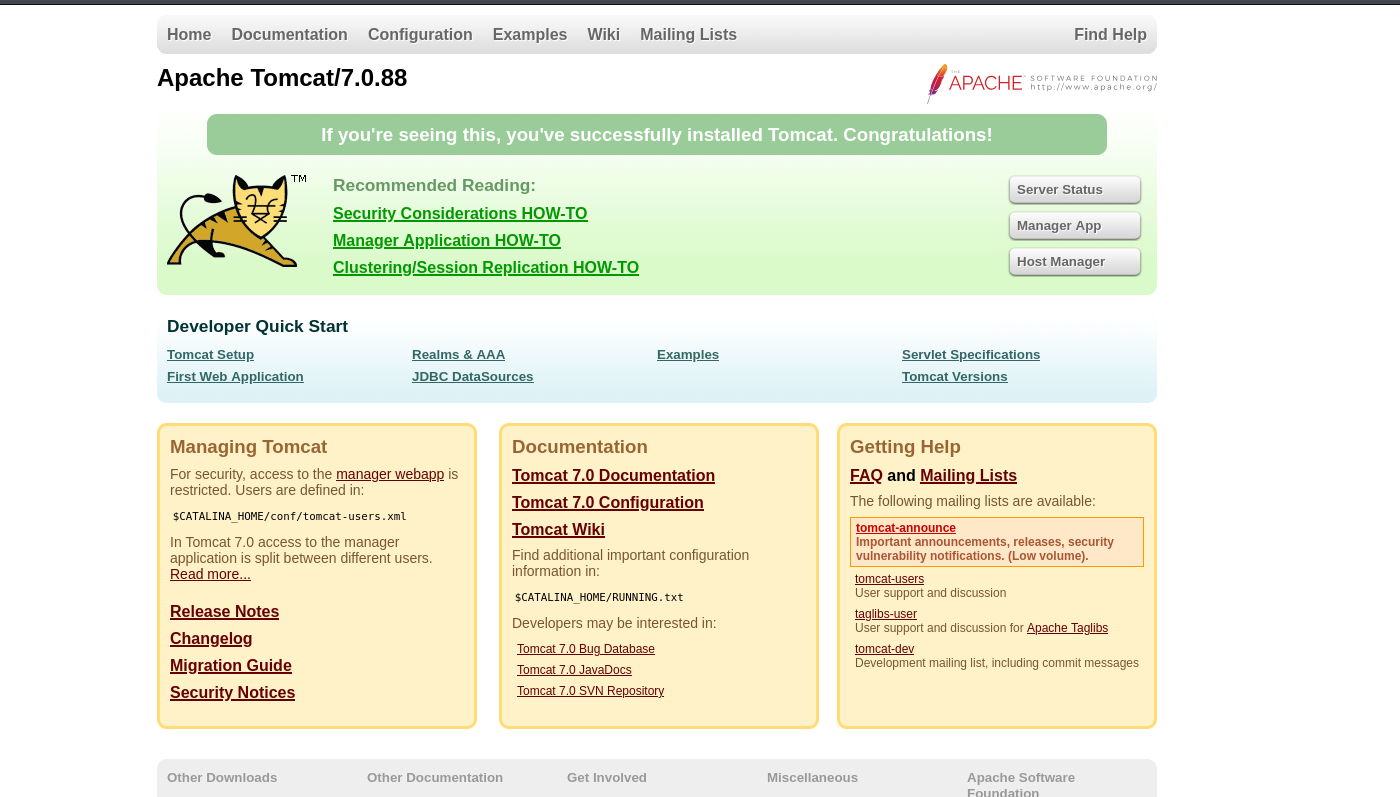 Home Documentation Configuration Examples Wiki Mailing Lists Find Help
Apache Tomcat/7.0.88
THE APACHE SOFTWARE FOUNDATION
http://www.apache.org/
If you're seeing this, you've successfully installed Tomcat. Congratulations!
TM
Recommended Reading:
Security Considerations HOW-TO
Manager Application HOW-TO
Clustering/Session Replication HOW-TO
Server Status
Manager App
Host Manager
Developer Quick Start
Tomcat Setup
First Web Application
Realms & AAA
JDBC DataSources
Examples
Servlet Specifications
Tomcat Versions
Managing Tomcat
For security, access to the manager webapp is
restricted. Users are defined in:
$CATALINA_HOME/conf/tomcat-users.xml
In Tomcat 7.0 access to the manager
application is split between different users.
Read more...
Release Notes
Changelog
Migration Guide
Security Notices
Documentation
Tomcat 7.0 Documentation
Tomcat 7.0 Configuration
Tomcat Wiki
Find additional important configuration
information in:
$CATALINA_HOME/RUNNING.txt
Developers may be interested in:
Tomcat 7.0 Bug Database
Tomcat 7.0 JavaDocs
Tomcat 7.0 SVN Repository
Getting Help
FAQ and Mailing Lists
The following mailing lists are available:
tomcat-announce
Important announcements, releases, security
vulnerability notifications. (Low volume).
tomcat-users
User support and discussion
taglibs-user
User support and discussion for Apache Taglibs
tomcat-dev
Development mailing list, including commit messages
Other Downloads
Other Documentation
Get Involved
Miscellaneous
Apache Software
Foundation